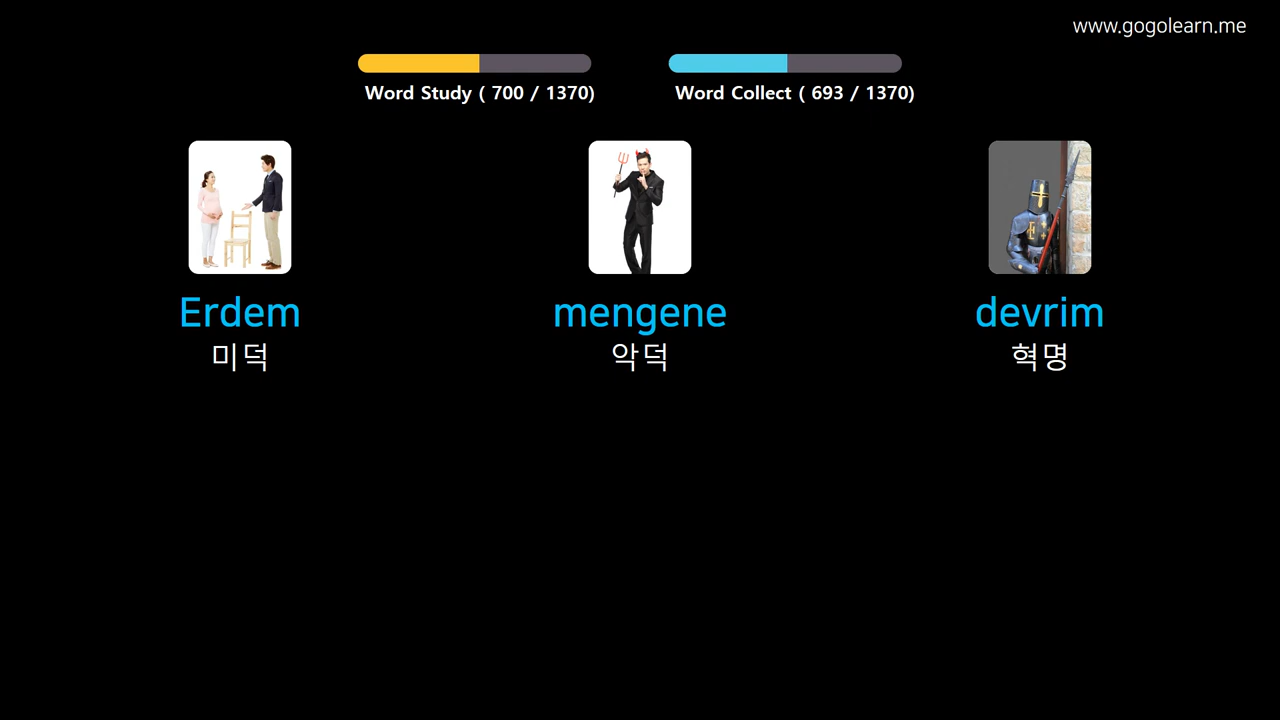 www.gogolearn.me
Word Study ( 700 / 1370)
Word Collect ( 693 / 1370)
Erdem
미덕
mengene
악덕
devrim
혁명